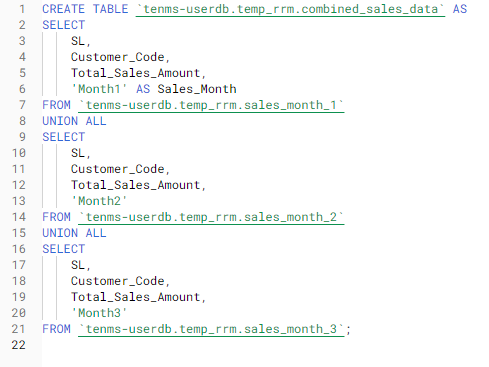 1 CREATE TABLE `tenms-userdb.temp_rrm.combined_sales_data` AS
2 SELECT
3 SL,
4 Customer_Code,
5 Total_Sales_Amount,
6 'Month1' AS Sales_Month
7 FROM `tenms-userdb.temp_rrm.sales_month_1`
8 UNION ALL
9 SELECT
10 SL,
11 Customer_Code,
12 Total_Sales_Amount,
13 'Month2'
14 FROM `tenms-userdb.temp_rrm.sales_month_2`
15 UNION ALL
16 SELECT
17 SL,
18 Customer_Code,
19 Total_Sales_Amount,
20 'Month3'
21 FROM `tenms-userdb.temp_rrm.sales_month_3`;
22